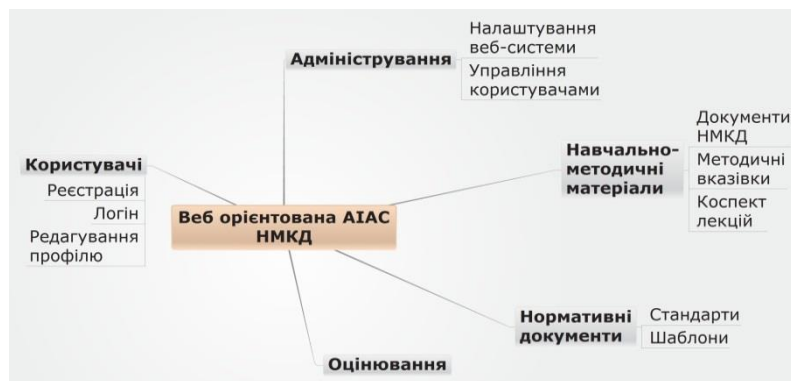 Адміністрування
Налаштування
веб-системи
Управління
користувачами
Користувачі
Реєстрація
Логін
Редагування
профілю
Веб орієнтована АІАС
НМКД
Навчально-
методичні
матеріали
Документи
НМКД
Методичні
вказівки
Коспект
лекцій
Нормативні
документи
Стандарти
Шаблони
Оцінювання